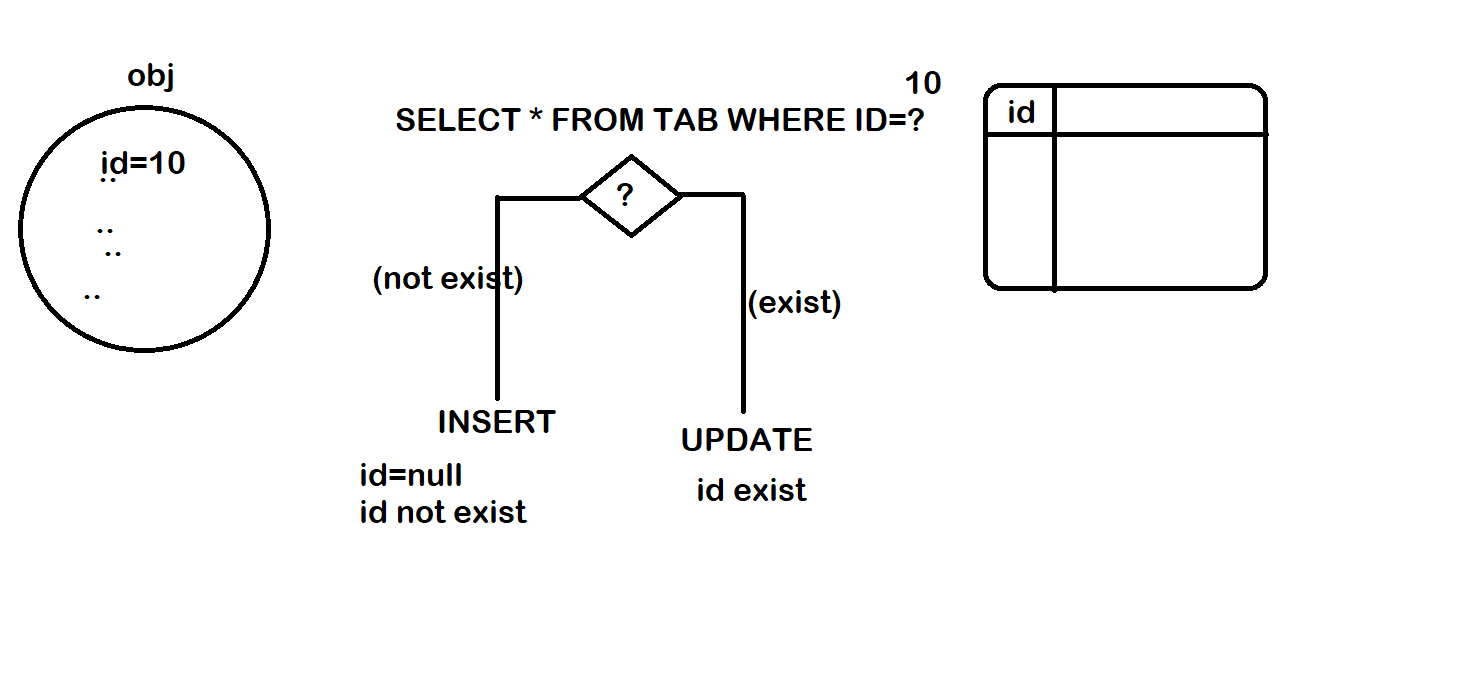 obj
id=10
..
..
..
..
10
SELECT * FROM TAB WHERE ID=?
?
(not exist)
(exist)
INSERT
id=null
id not exist
UPDATE
id exist
id